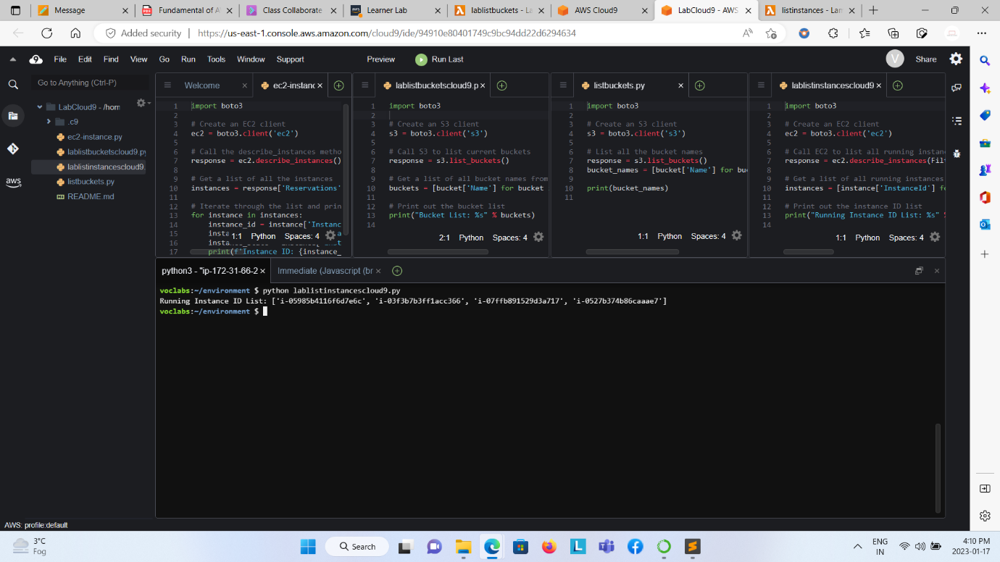 Message
Fundamental of A
Class Collaborate
Learner Lab
lablistbuckets - La
AWS Cloud9
LabCloud9 - AWS
listinstances - Lam
Added security
https://us-east-1.console.aws.amazon.com/cloud9/ide/94910e80401749c9bc94dd22d6294634
File Edit Find View Go Run Tools Window Support Preview Run Last V Share
Go to Anything (Ctrl-P)
LabCloud9 - /hom
.c9
ec2-instance.py
lablistbucketscloud9.py
lablistinstancescloud9.
listbuckets.py
README.md
Welcome
ec2-instanc
1 import boto3
2
3 # Create an EC2 client
4 ec2 = boto3.client('ec2')
5
6 # Call the describe_instances metho
7 response = ec2.describe_instances()
8
9 # Get a list of all the instances
10 instances = response['Reservations'
11
12 # Iterate through the list and prin
13 for instance in instances:
14 instance_id = instance['Instanc
15 insta
16 insta
17 print(f"Instance ID: {instance_
1:1 Python Spaces: 4
lablistbucketscloud9.p
1 import boto3
2
3 # Create an S3 client
4 s3 = boto3.client('s3')
5
6 # Call S3 to list current buckets
7 response = s3.list_buckets()
8
9 # Get a list of all bucket names from
10 buckets = [bucket['Name'] for bucket
11
12 # Print out the bucket list
13 print("Bucket List: %s" % buckets)
14
2:1 Python Spaces: 4
listbuckets.py
1 import boto3
2
3 # Create an S3 client
4 s3 = boto3.client('s3')
5
6 # List all the bucket names
7 response = s3.list_buckets()
8 bucket_names = [bucket['Name'] for bu
9
10 print(bucket_names)
11
1:1 Python Spaces: 4
lablistinstancescloud9
1 import boto3
2
3 # Create an EC2 client
4 ec2 = boto3.client('ec2')
5
6 # Call EC2 to list all running instan
7 response = ec2.describe_instances(Fil
8
9 # Get a list of all running instances
10 instances = [instance['InstanceId'] f
11
12 # Print out the instance ID list
13 print("Running Instance ID List: %s" %
14
1:1 Python Spaces: 4
python3 - "ip-172-31-66-2
Immediate (Javascript (br
voclabs:~/environment $ python lablistinstancescloud9.py
Running Instance ID List: ['i-05985b4116f6d7e6c', 'i-03f3b7b3ff1acc366', 'i-07ffb891529d3a717', 'i-0527b374b86caaae7']
voclabs:~/environment $
aws
AWS: profile:default
3°C
Fog
Search
ENG
IN
4:10 PM
2023-01-17